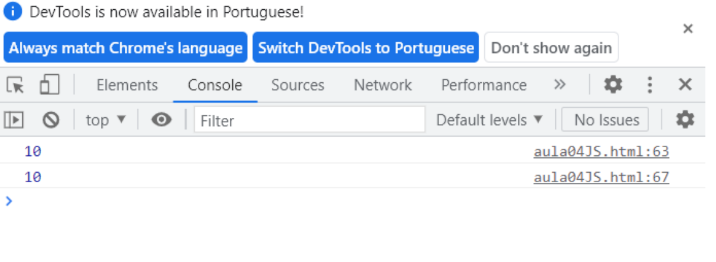 DevTools is now available in Portuguese!
Always match Chrome's language Switch DevTools to Portuguese Don't show again
Elements Console Sources Network Performance
top Filter Default levels No Issues
10 aula04JS.html:63
10 aula04JS.html:67